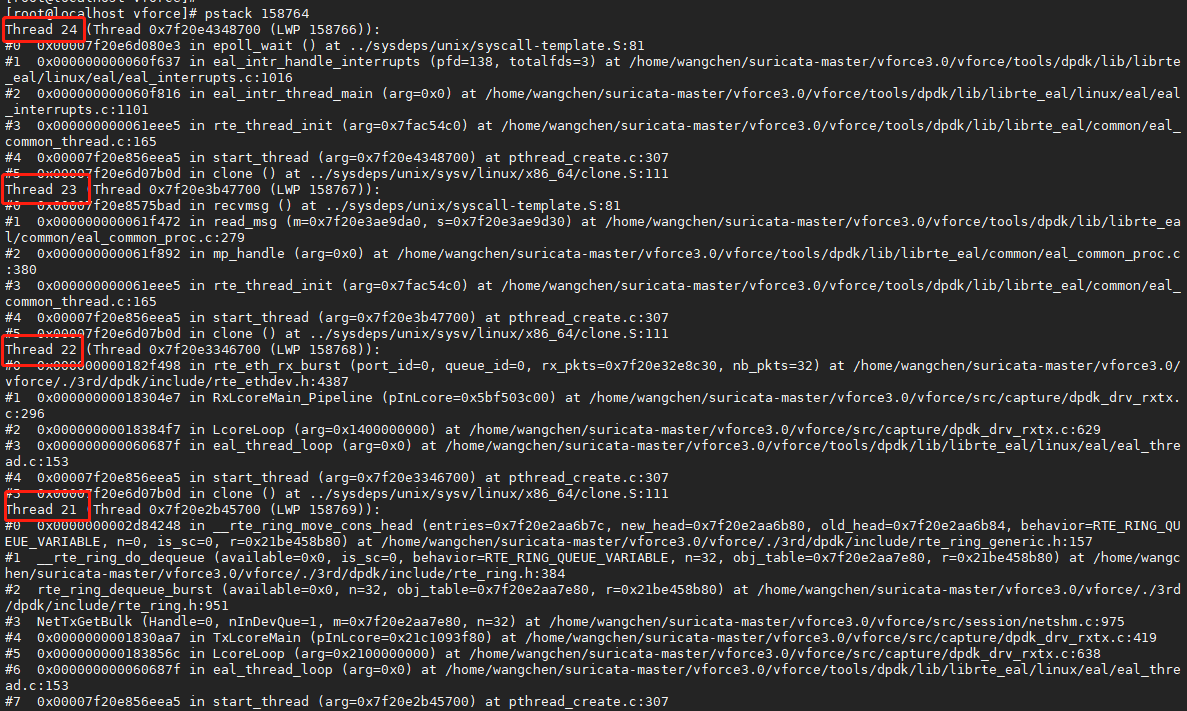 [root@localhost vforce]# pstack 158764
Thread 24 (Thread 0x7f20e4348700 (LWP 158766)):
#0  0x00007f20e6d080e3 in epoll_wait () at ../sysdeps/unix/syscall-template.S:81
#1  0x000000000060f637 in eal_intr_handle_interrupts (pfd=138, totalfds=3) at /home/wangchen/suricata-master/vforce3.0/vforce/tools/dpdk/lib/librte
_eal/linux/eal/eal_interrupts.c:1016
#2  0x000000000060f816 in eal_intr_thread_main (arg=0x0) at /home/wangchen/suricata-master/vforce3.0/vforce/tools/dpdk/lib/librte_eal/linux/eal/eal
_interrupts.c:1101
#3  0x000000000061eee5 in rte_thread_init (arg=0x7fac54c0) at /home/wangchen/suricata-master/vforce3.0/vforce/tools/dpdk/lib/librte_eal/common/eal_
common_thread.c:165
#4  0x00007f20e856eea5 in start_thread (arg=0x7f20e4348700) at pthread_create.c:307
#5  0x00007f20e6d07b0d in clone () at ../sysdeps/unix/sysv/linux/x86_64/clone.S:111
Thread 23 (Thread 0x7f20e3b47700 (LWP 158767)):
#0  0x00007f20e8575bad in recvmsg () at ../sysdeps/unix/syscall-template.S:81
#1  0x000000000061f472 in read_msg (m=0x7f20e3ae9da0, s=0x7f20e3ae9d30) at /home/wangchen/suricata-master/vforce3.0/vforce/tools/dpdk/lib/librte_ea
l/common/eal_common_proc.c:279
#2  0x000000000061f892 in mp_handle (arg=0x0) at /home/wangchen/suricata-master/vforce3.0/vforce/tools/dpdk/lib/librte_eal/common/eal_common_proc.c
:380
#3  0x000000000061eee5 in rte_thread_init (arg=0x7fac54c0) at /home/wangchen/suricata-master/vforce3.0/vforce/tools/dpdk/lib/librte_eal/common/eal_
common_thread.c:165
#4  0x00007f20e856eea5 in start_thread (arg=0x7f20e3b47700) at pthread_create.c:307
#5  0x00007f20e6d07b0d in clone () at ../sysdeps/unix/sysv/linux/x86_64/clone.S:111
Thread 22 (Thread 0x7f20e3346700 (LWP 158768)):
#0  0x000000000182f498 in rte_eth_rx_burst (port_id=0, queue_id=0, rx_pkts=0x7f20e32e8c30, nb_pkts=32) at /home/wangchen/suricata-master/vforce3.0/
vforce/./3rd/dpdk/include/rte_ethdev.h:4387
#1  0x00000000018304e7 in RxLcoreMain_Pipeline (pInLcore=0x5bf503c00) at /home/wangchen/suricata-master/vforce3.0/vforce/src/capture/dpdk_drv_rxtx.
c:296
#2  0x00000000018384f7 in LcoreLoop (arg=0x1400000000) at /home/wangchen/suricata-master/vforce3.0/vforce/src/capture/dpdk_drv_rxtx.c:629
#3  0x000000000060687f in eal_thread_loop (arg=0x0) at /home/wangchen/suricata-master/vforce3.0/vforce/tools/dpdk/lib/librte_eal/linux/eal/eal_thre
ad.c:153
#4  0x00007f20e856eea5 in start_thread (arg=0x7f20e3346700) at pthread_create.c:307
#5  0x00007f20e6d07b0d in clone () at ../sysdeps/unix/sysv/linux/x86_64/clone.S:111
Thread 21 (Thread 0x7f20e2b45700 (LWP 158769)):
#0  0x0000000002d84248 in __rte_ring_move_cons_head (entries=0x7f20e2aa6b7c, new_head=0x7f20e2aa6b80, old_head=0x7f20e2aa6b84, behavior=RTE_RING_QU
EUE_VARIABLE, n=0, is_sc=0, r=0x21be458b80) at /home/wangchen/suricata-master/vforce3.0/vforce/./3rd/dpdk/include/rte_ring_generic.h:157
#1  __rte_ring_do_dequeue (available=0x0, is_sc=0, behavior=RTE_RING_QUEUE_VARIABLE, n=32, obj_table=0x7f20e2aa7e80, r=0x21be458b80) at /home/wang
chen/suricata-master/vforce3.0/vforce/./3rd/dpdk/include/rte_ring.h:384
#2  rte_ring_dequeue_burst (available=0x0, n=32, obj_table=0x7f20e2aa7e80, r=0x21be458b80) at /home/wangchen/suricata-master/vforce3.0/vforce/./3rd
/dpdk/include/rte_ring.h:951
#3  NetTxGetBulk (Handle=0, nInDevQue=1, m=0x7f20e2aa7e80, n=32) at /home/wangchen/suricata-master/vforce3.0/vforce/src/session/netshm.c:975
#4  0x0000000001830aa7 in TxLcoreMain (pInLcore=0x21c1093f80) at /home/wangchen/suricata-master/vforce3.0/vforce/src/capture/dpdk_drv_rxtx.c:419
#5  0x000000000183856c in LcoreLoop (arg=0x2100000000) at /home/wangchen/suricata-master/vforce3.0/vforce/src/capture/dpdk_drv_rxtx.c:638
#6  0x000000000060687f in eal_thread_loop (arg=0x0) at /home/wangchen/suricata-master/vforce3.0/vforce/tools/dpdk/lib/librte_eal/linux/eal/eal_thre
ad.c:153
#7  0x00007f20e856eea5 in start_thread (arg=0x7f20e2b45700) at pthread_create.c:307